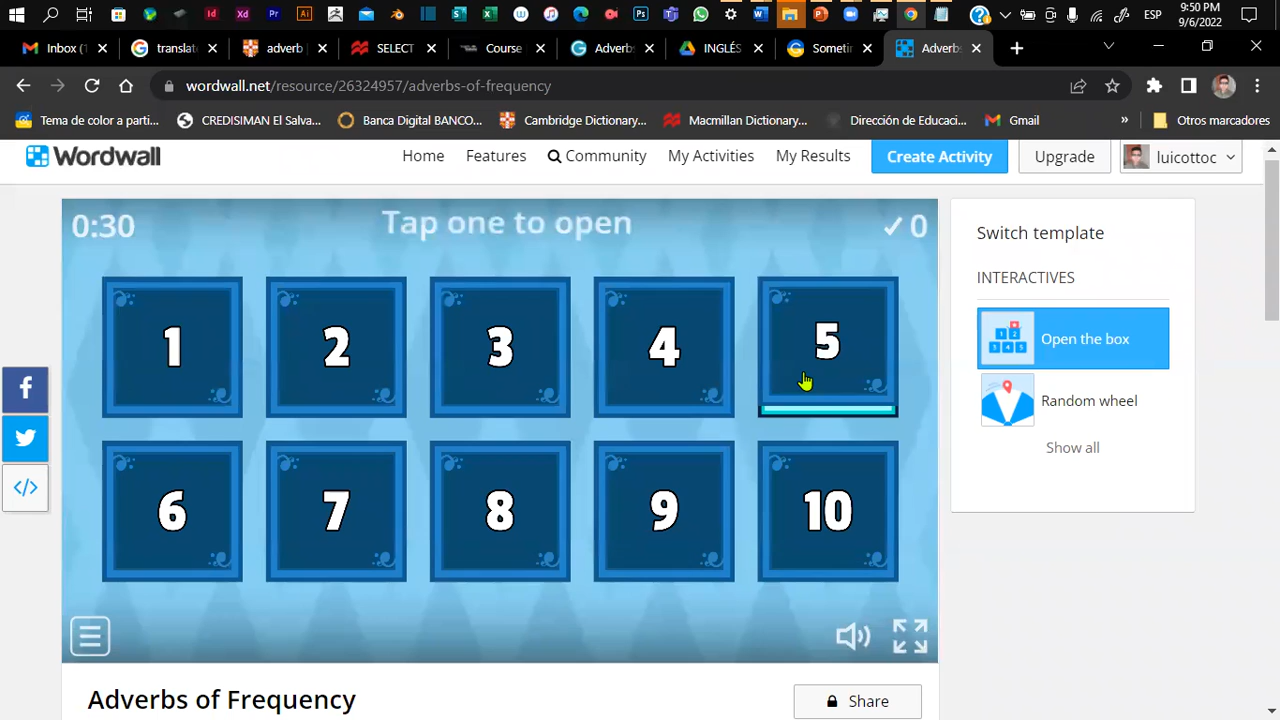 ESP
9:50 PM
9/6/2022
Inbox (1
translate
adverb
SELECT
Course
Adverb
INGLÉS
Sometin
Adverb
wordwall.net/resource/26324957/adverbs-of-frequency
Tema de color a parti...
CREDISIMAN El Salva...
Banca Digital BANCO...
Cambridge Dictionary...
Macmillan Dictionary...
Dirección de Educaci...
Gmail
»
Otros marcadores
Wordwall
Home
Features
Community
My Activities
My Results
Create Activity
Upgrade
luicottoc
0:30
Tap one to open
✓ 0
1 2 3 4 5
6 7 8 9 10
Switch template
INTERACTIVES
Open the box
Random wheel
Show all
Adverbs of Frequency
Share